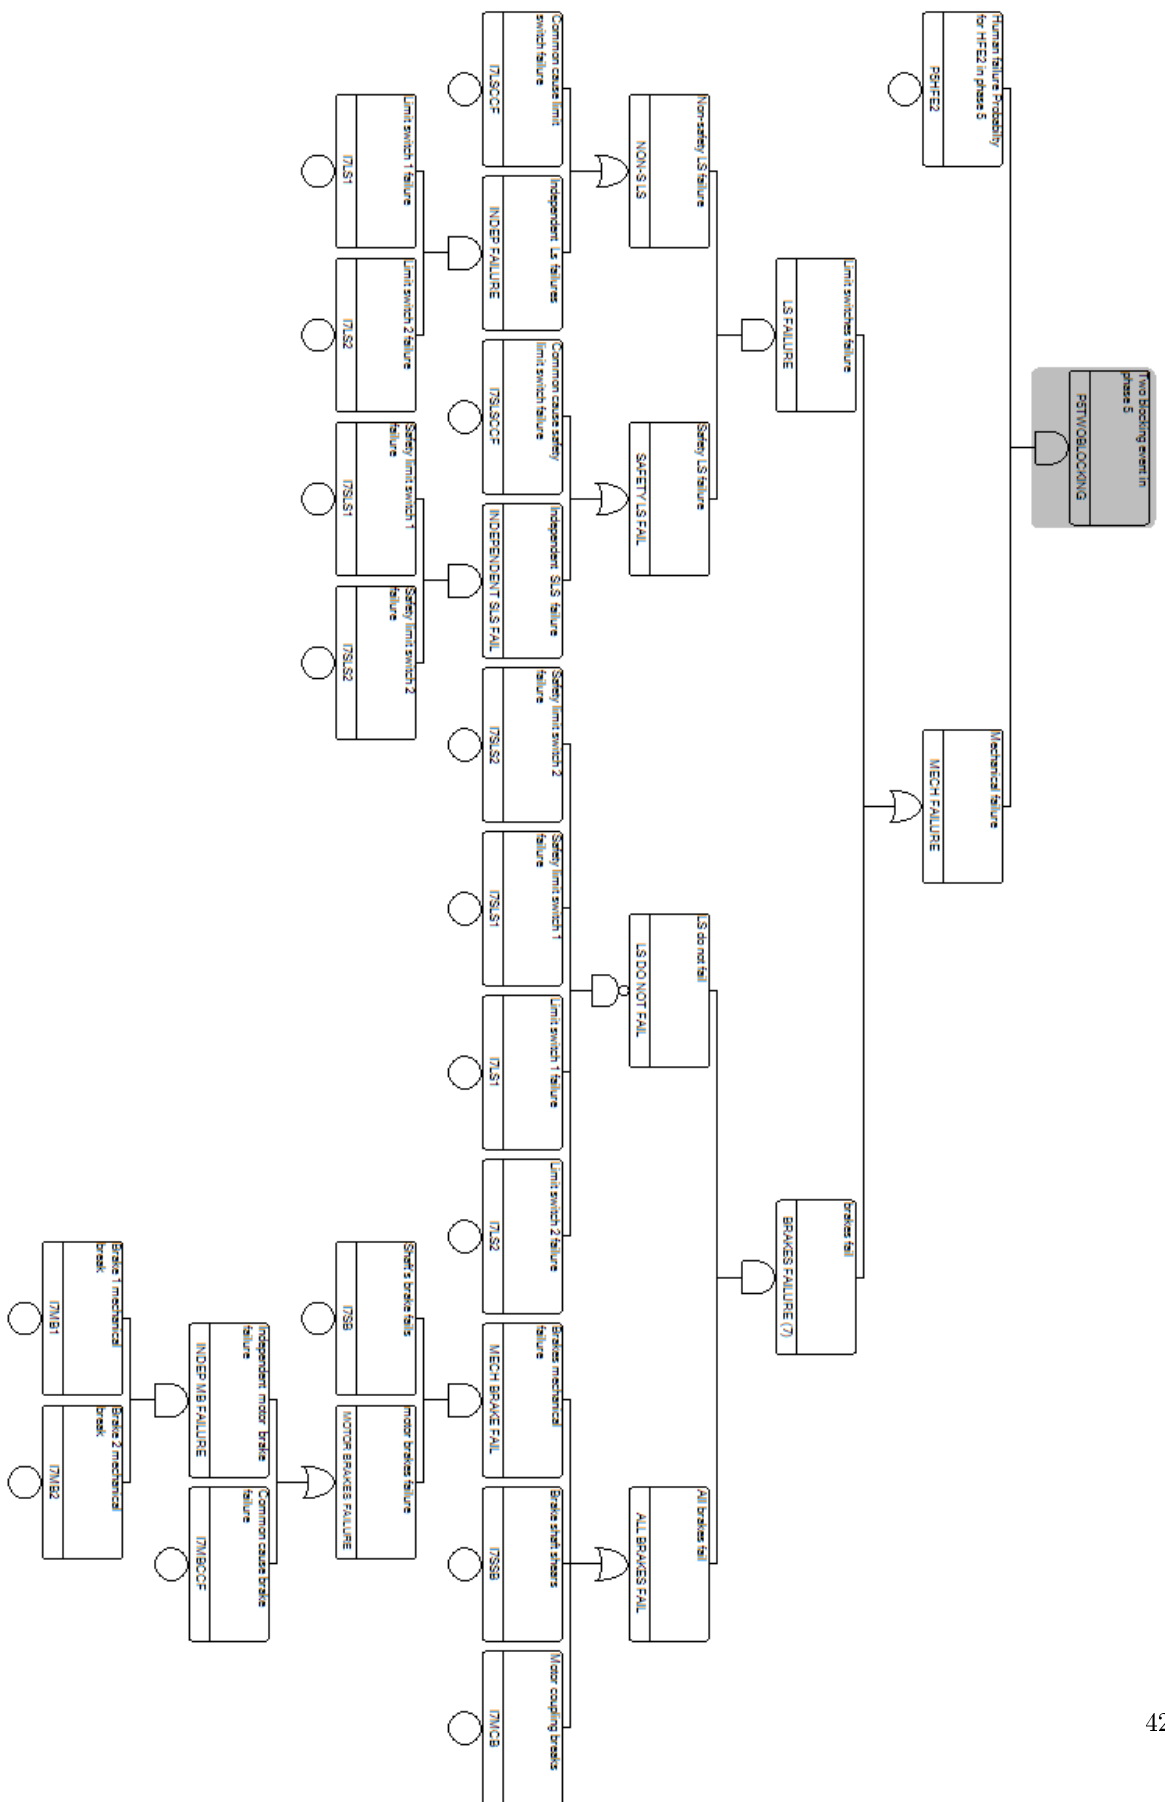 Two blocking event in
phase 5
P5TWOBLOCKING
Human failure Probability
for HFE2 in phase 5
P5HFE2
Mechanical failure
MECH FAILURE
Limit switches failure
LS FAILURE
brakes fail
BRAKES FAILURE (7)
Non-safety LS failure
NON-S LS
Safety LS failure
SAFETY LS FAIL
LS do not fail
LS DO NOT FAIL
All brakes fail
ALL BRAKES FAIL
Common cause limit
switch failure
I7LSCCF
Independent Ls failures
INDEP FAILURE
Common cause safety
limit switch failure
I7SLSCCF
Independent SLS failure
INDEPENDENT SLS FAIL
Safety limit switch 2
failure
I7SLS2
Safety limit switch 1
failure
I7SLS1
Limit switch 1 failure
I7LS1
Limit switch 2 failure
I7LS2
Brakes mechanical
failure
MECH BRAKE FAIL
Brake shaft shears
I7SSB
Motor coupling breaks
I7MCB
Limit switch 1 failure
I7LS1
Limit switch 2 failure
I7LS2
Safety limit switch 1
failure
I7SLS1
Safety limit switch 2
failure
I7SLS2
Shaft's brake fails
I7SB
motor brakes failure
MOTOR BRAKES FAILURE
Independent motor brake
failure
INDEP MB FAILURE
Common cause brake
failure
I7MBCCF
Brake 1 mechanical
break
I7MB1
Brake 2 mechanical
break
I7MB2
42